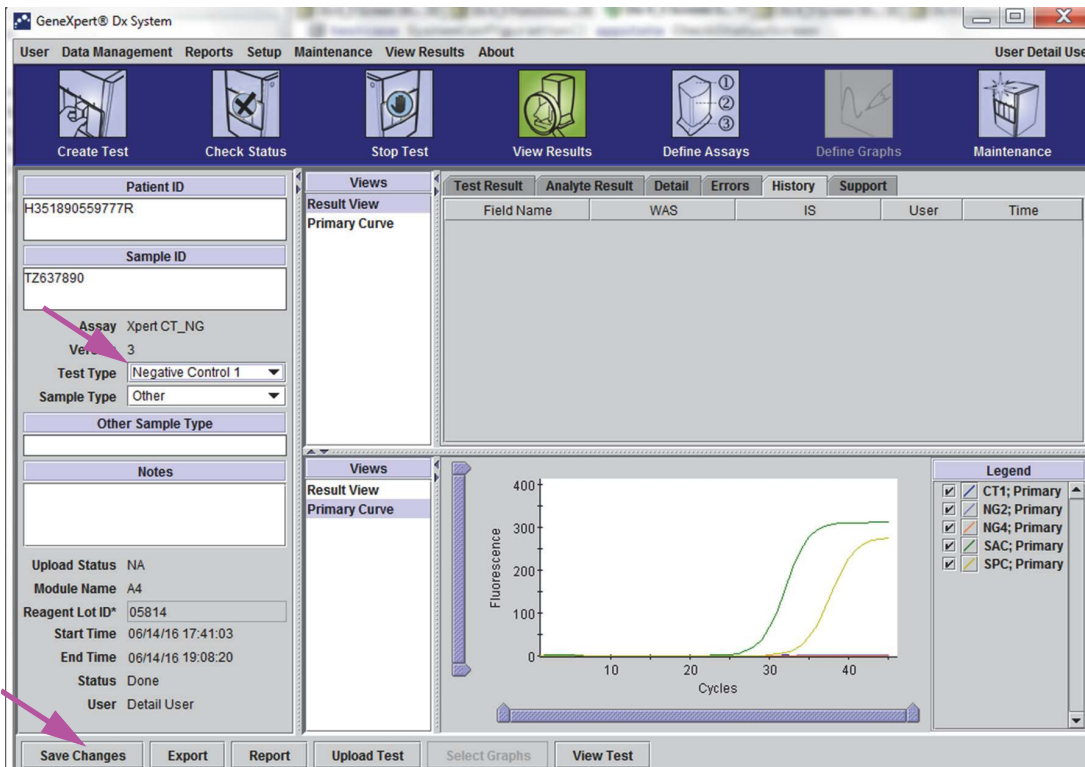 GeneXpert® Dx System
User Data Management Reports Setup Maintenance View Results About User Detail Use
Create Test Check Status Stop Test View Results Define Assays Define Graphs Maintenance
Patient ID
H351890559777R
Sample ID
TZ637890
Assay Xpert CT_NG
Version 3
Test Type Negative Control 1
Sample Type Other
Other Sample Type
Notes
Upload Status NA
Module Name A4
Reagent Lot ID* 05814
Start Time 06/14/16 17:41:03
End Time 06/14/16 19:08:20
Status Done
User Detail User
Views
Result View
Primary Curve
Test Result Analyte Result Detail Errors History Support
Field Name WAS IS User Time
Views
Result View
Primary Curve
400
300
200
100
0
Fluorescence
10 20 30 40
Cycles
Legend
CT1; Primary
NG2; Primary
NG4; Primary
SAC; Primary
SPC; Primary
Save Changes Export Report Upload Test Select Graphs View Test